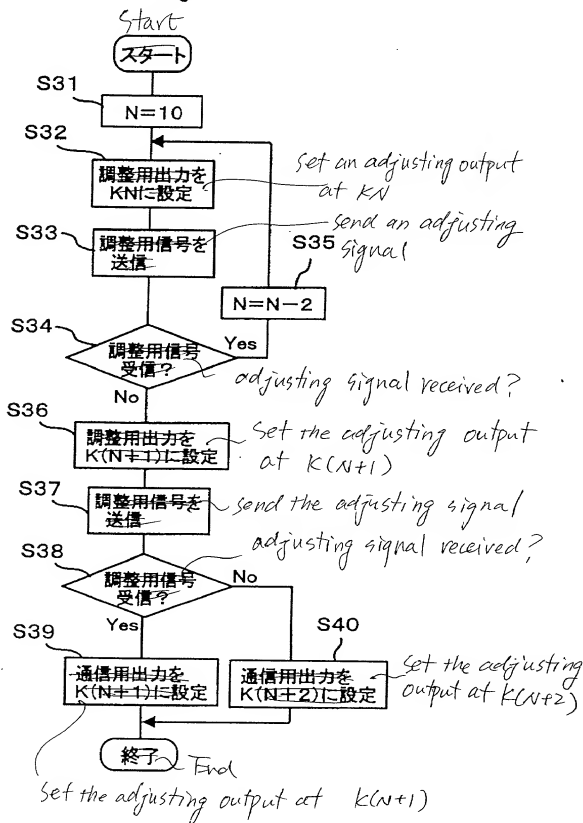 Start
スタート
S31
N=10
S32
調整用出力を
KNに設定
set an adjusting output
at KN
S33
調整用信号を
送信
send an adjusting
signal
S35
N=N-2
S34
調整用信号
受信?
Yes
adjusting signal received?
No
S36
調整用出力を
K(N+1)に設定
Set the adjusting output
at K(N+1)
S37
調整用信号を
送信
send the adjusting signal
S38
調整用信号
受信?
adjusting signal received?
No
Yes
S39
通信用出力を
K(N+1)に設定
S40
通信用出力を
K(N+2)に設定
Set the adjusting
output at K(N+2)
終了
End
Set the adjusting output at K(N+1)